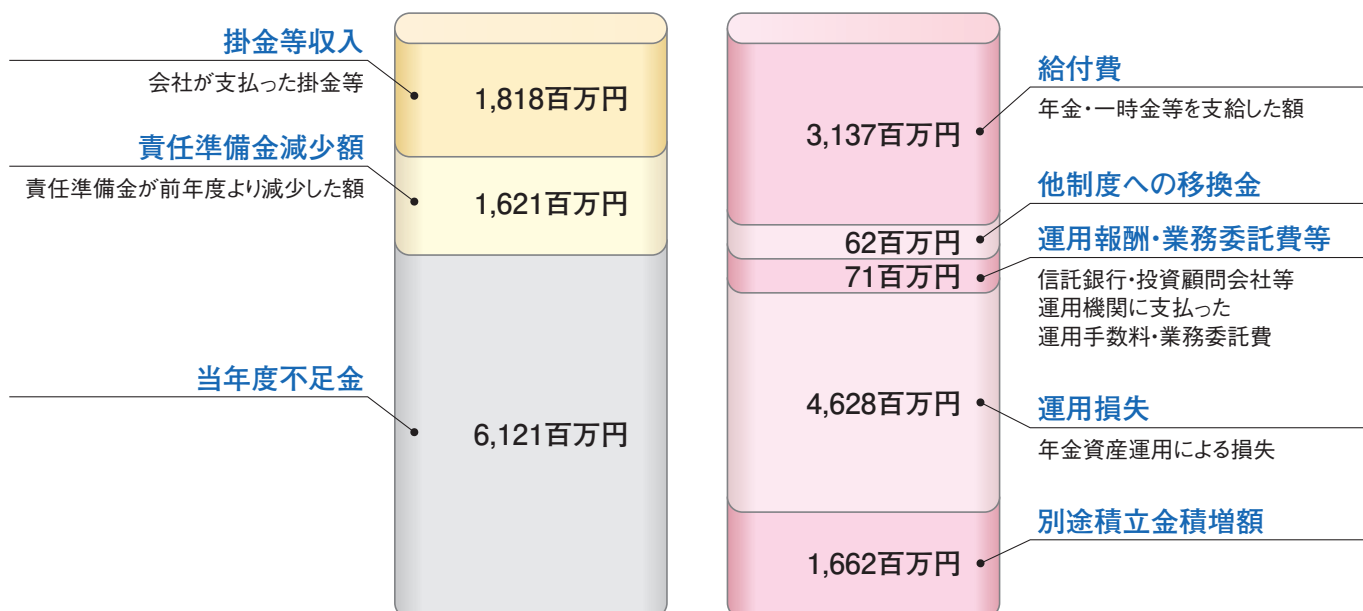 掛金等収入
会社が支払った掛金等
1,818百万円
責任準備金減少額
責任準備金が前年度より減少した額
1,621百万円
当年度不足金
6,121百万円
給付費
年金・一時金等を支給した額
3,137百万円
他制度への移換金
62百万円
運用報酬・業務委託費等
71百万円
信託銀行・投資顧問会社等
運用機関に支払った
運用手数料・業務委託費
4,628百万円
運用損失
年金資産運用による損失
別途積立金積増額
1,662百万円